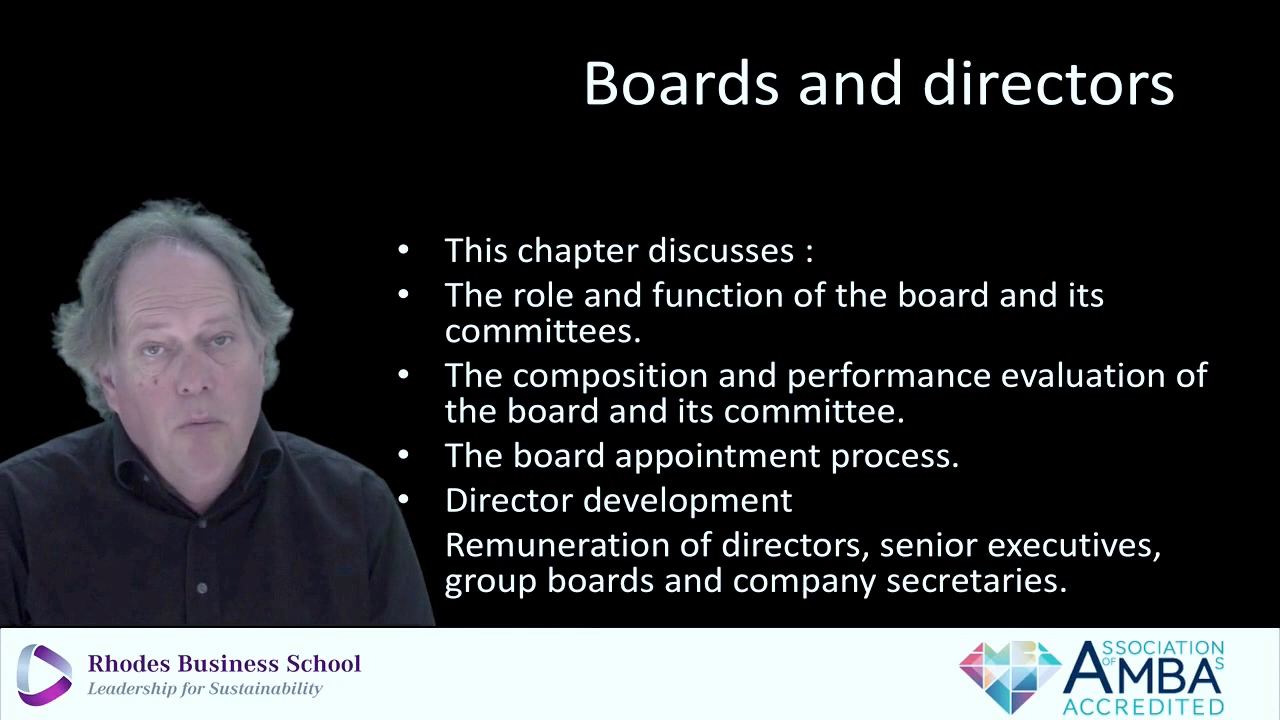 Boards and directors
• This chapter discusses :
• The role and function of the board and its
committees.
• The composition and performance evaluation of
the board and its committee.
• The board appointment process.
• Director development
Remuneration of directors, senior executives,
group boards and company secretaries.
Rhodes Business School
Leadership for Sustainability
ASSOCIATION
OF AMBAS
ACCREDITED